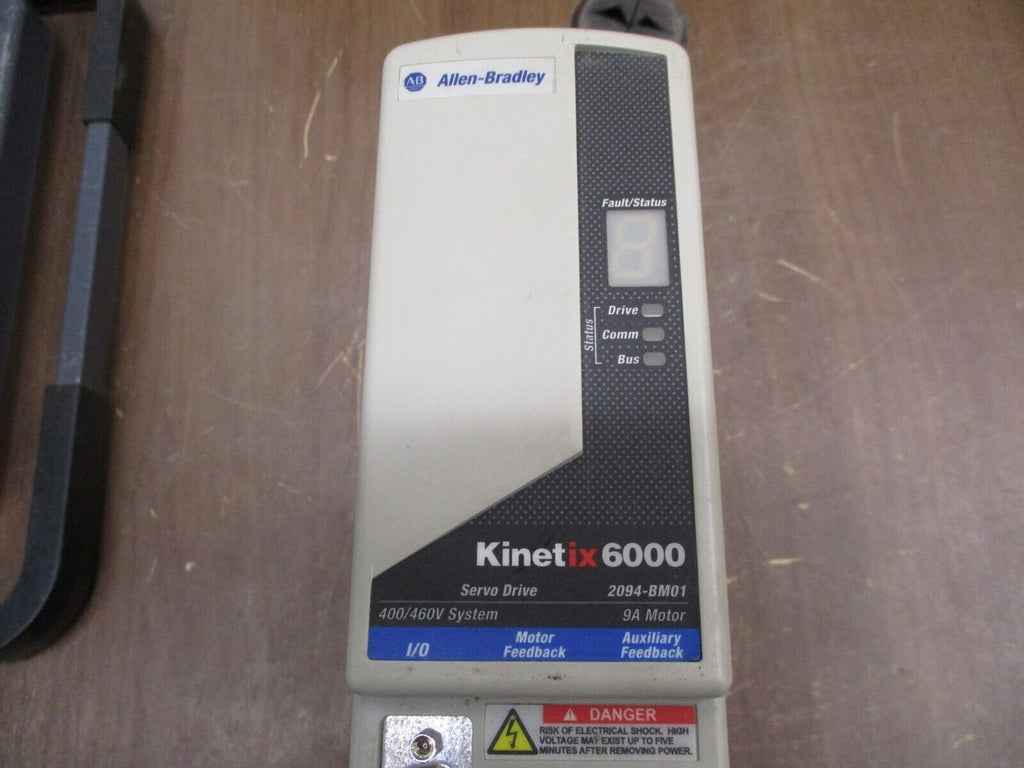 AB Allen-Bradley
Fault/Status
Drive
Comm
Bus
Status
Kinetix 6000
Servo Drive 2094-BM01
400/460V System 9A Motor
I/O
Motor
Feedback
Auxiliary
Feedback
DANGER
RISK OF ELECTRICAL SHOCK. HIGH
VOLTAGE MAY EXIST UP TO FIVE
MINUTES AFTER REMOVING POWER.